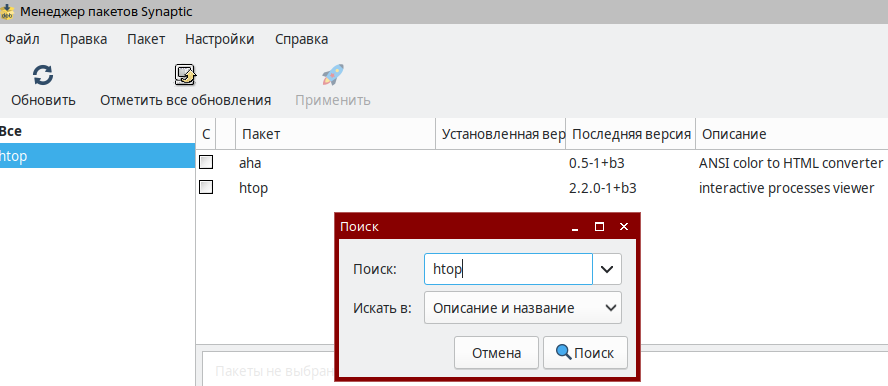 Менеджер пакетов Synaptic
Файл Правка Пакет Настройки Справка
Обновить Отметить все обновления Применить
Все
htop
С Пакет Установленная вер Последняя версия Описание
aha 0.5-1+b3 ANSI color to HTML converter
htop 2.2.0-1+b3 interactive processes viewer
Поиск
Поиск: htop
Искать в: Описание и название
Отмена Поиск
Пакеты не выбран